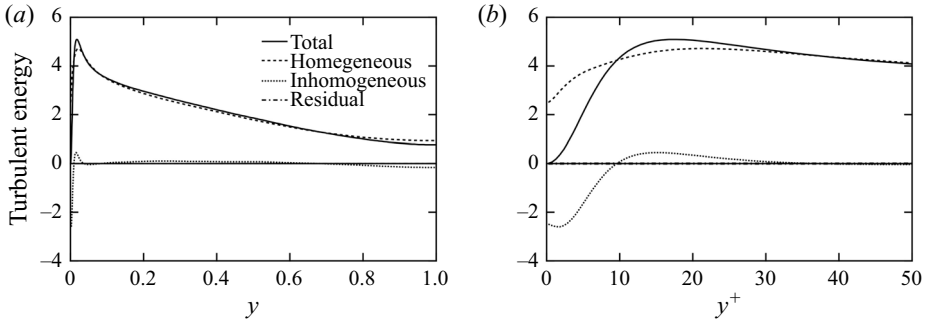 (a)
6
4
2
0
−2
−4
Turbulent energy
Total
Homegeneous
Inhomogeneous
Residual
0
0.2
0.4
0.6
0.8
1.0
y
(b)
6
4
2
0
−2
−4
0
10
20
30
40
50
y+